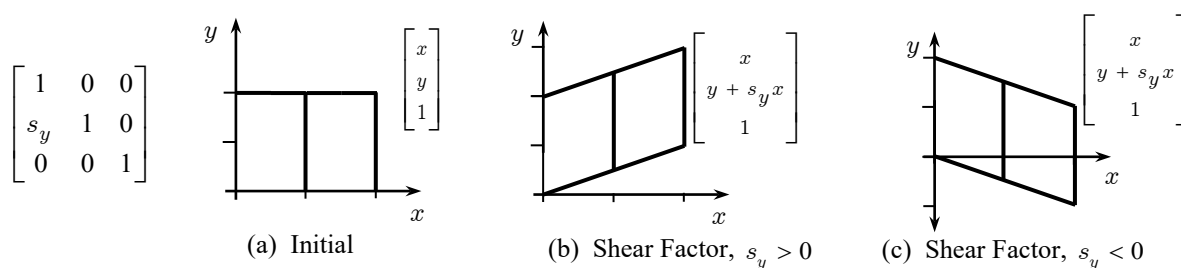 1 0 0
s_y 1 0
0 0 1
y
x
y
1
x
(a) Initial
y
x
y + s_y x
1
x
(b) Shear Factor, s_y > 0
y
x
y + s_y x
1
x
(c) Shear Factor, s_y < 0